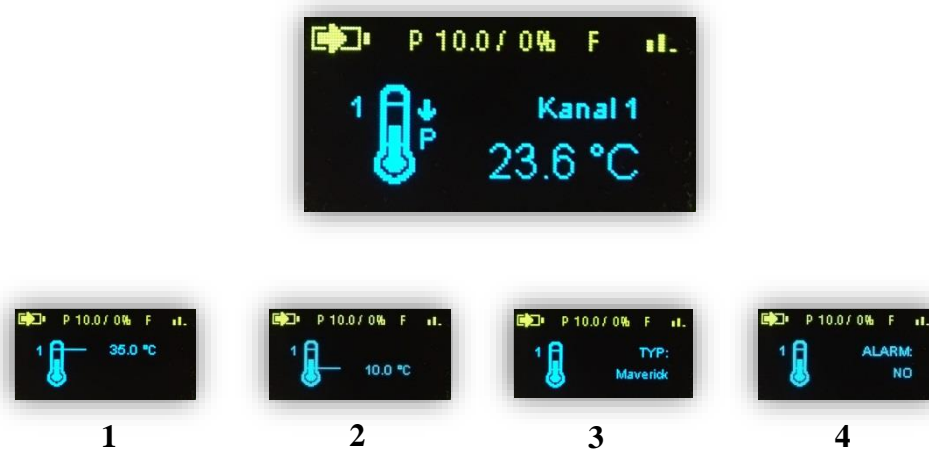 P 10.0 / 0% F
1 P Kanal 1
23.6 °C
P 10.0 / 0% F
1 35.0 °C
P 10.0 / 0% F
1 10.0 °C
P 10.0 / 0% F
1 TYP:
Maverick
P 10.0 / 0% F
1 ALARM:
NO
1
2
3
4